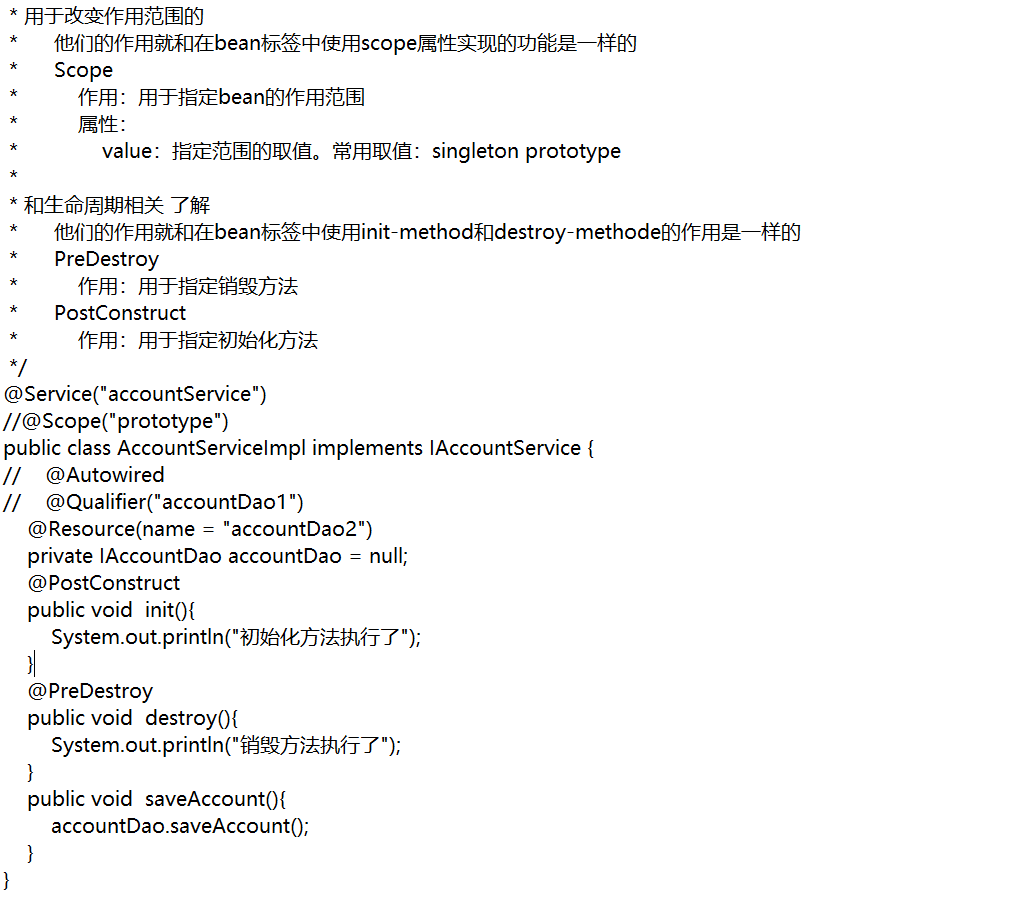 * 用于改变作用范围的
*      他们的作用就和在bean标签中使用scope属性实现的功能是一样的
*      Scope
*          作用：用于指定bean的作用范围
*          属性：
*              value：指定范围的取值。常用取值：singleton prototype
*
* 和生命周期相关 了解
*      他们的作用就和在bean标签中使用init-method和destroy-methode的作用是一样的
*      PreDestroy
*          作用：用于指定销毁方法
*      PostConstruct
*          作用：用于指定初始化方法
*/
@Service("accountService")
//@Scope("prototype")
public class AccountServiceImpl implements IAccountService {
//    @Autowired
//    @Qualifier("accountDao1")
    @Resource(name = "accountDao2")
    private IAccountDao accountDao = null;
    @PostConstruct
    public void  init(){
        System.out.println("初始化方法执行了");
    }
    @PreDestroy
    public void  destroy(){
        System.out.println("销毁方法执行了");
    }
    public void  saveAccount(){
        accountDao.saveAccount();
    }
}